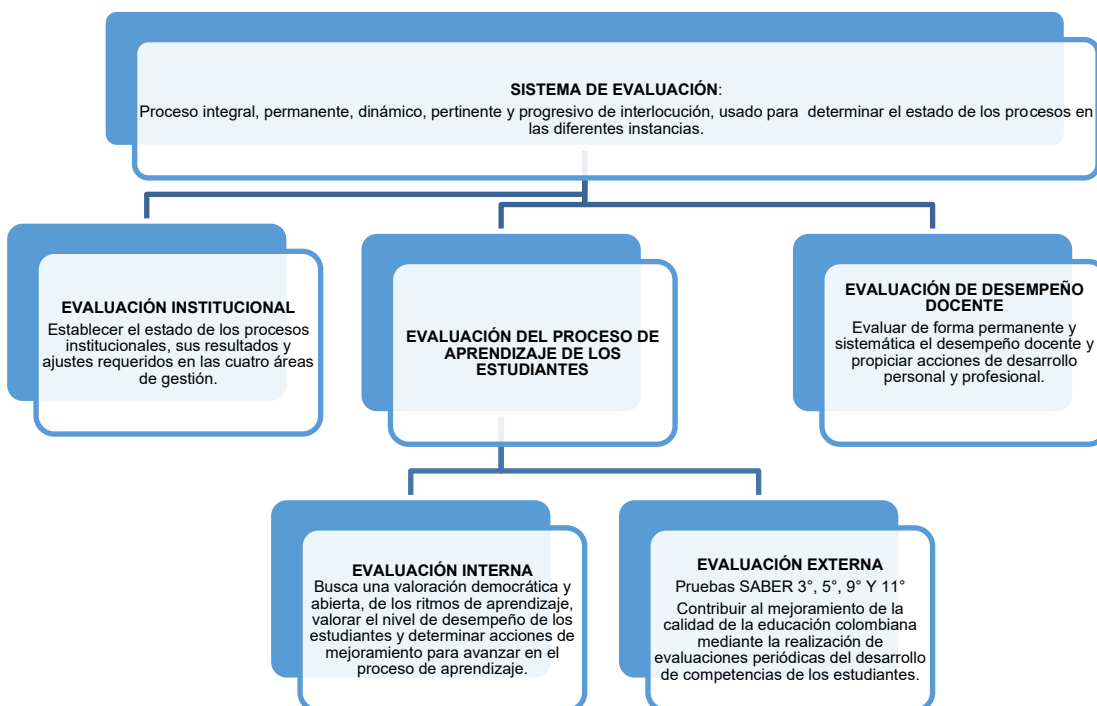 SISTEMA DE EVALUACIÓN:
Proceso integral, permanente, dinámico, pertinente y progresivo de interlocución, usado para determinar el estado de los procesos en
las diferentes instancias.
EVALUACIÓN INSTITUCIONAL
Establecer el estado de los procesos
institucionales, sus resultados y
ajustes requeridos en las cuatro áreas
de gestión.
EVALUACIÓN DEL PROCESO DE
APRENDIZAJE DE LOS
ESTUDIANTES
EVALUACIÓN DE DESEMPEÑO
DOCENTE
Evaluar de forma permanente y
sistemática el desempeño docente y
propiciar acciones de desarrollo
personal y profesional.
EVALUACIÓN INTERNA
Busca una valoración democrática y
abierta, de los ritmos de aprendizaje,
valorar el nivel de desempeño de los
estudiantes y determinar acciones de
mejoramiento para avanzar en el
proceso de aprendizaje.
EVALUACIÓN EXTERNA
Pruebas SABER 3°, 5°, 9° Y 11°
Contribuir al mejoramiento de la
calidad de la educación colombiana
mediante la realización de
evaluaciones periódicas del desarrollo
de competencias de los estudiantes.